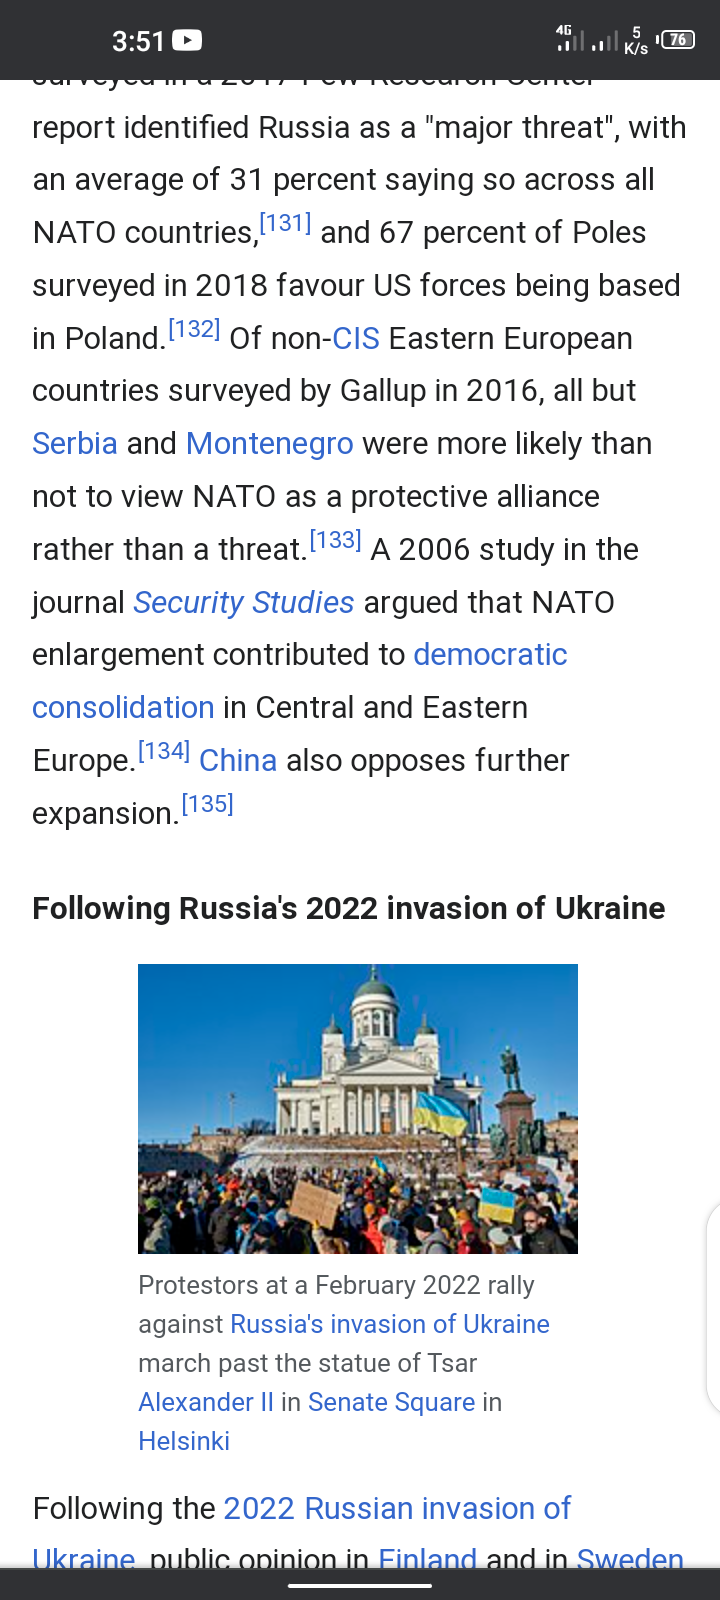 3:51
4G
5
K/s
76
surveyed in a 2017 Pew Research Center
report identified Russia as a "major threat", with
an average of 31 percent saying so across all
NATO countries,[131] and 67 percent of Poles
surveyed in 2018 favour US forces being based
in Poland.[132] Of non-CIS Eastern European
countries surveyed by Gallup in 2016, all but
Serbia and Montenegro were more likely than
not to view NATO as a protective alliance
rather than a threat.[133] A 2006 study in the
journal Security Studies argued that NATO
enlargement contributed to democratic
consolidation in Central and Eastern
Europe.[134] China also opposes further
expansion.[135]
Following Russia's 2022 invasion of Ukraine
Protestors at a February 2022 rally
against Russia's invasion of Ukraine
march past the statue of Tsar
Alexander II in Senate Square in
Helsinki
Following the 2022 Russian invasion of
Ukraine, public opinion in Finland and in Sweden